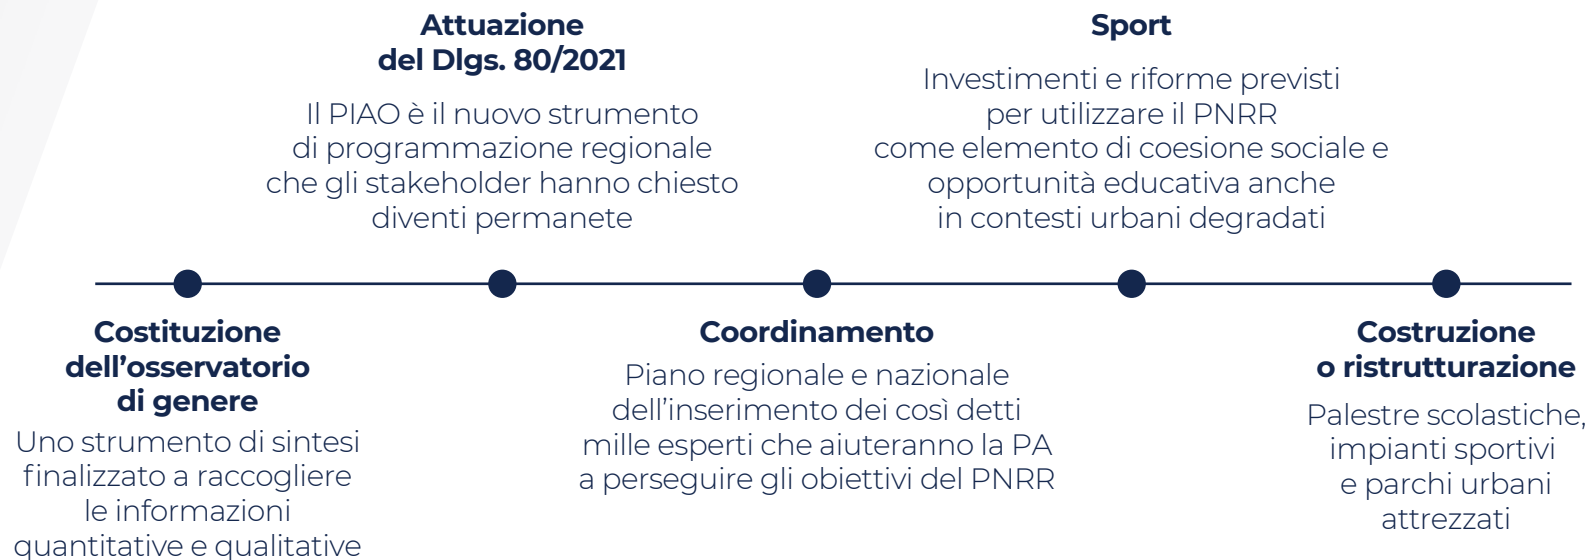 Attuazione
del Dlgs. 80/2021
Il PIAO è il nuovo strumento
di programmazione regionale
che gli stakeholder hanno chiesto
diventi permanete
Sport
Investimenti e riforme previsti
per utilizzare il PNRR
come elemento di coesione sociale e
opportunità educativa anche
in contesti urbani degradati
Costituzione
dell’osservatorio
di genere
Uno strumento di sintesi
finalizzato a raccogliere
le informazioni
quantitative e qualitative
Coordinamento
Piano regionale e nazionale
dell’inserimento dei così detti
mille esperti che aiuteranno la PA
a perseguire gli obiettivi del PNRR
Costruzione
o ristrutturazione
Palestre scolastiche,
impianti sportivi
e parchi urbani
attrezzati